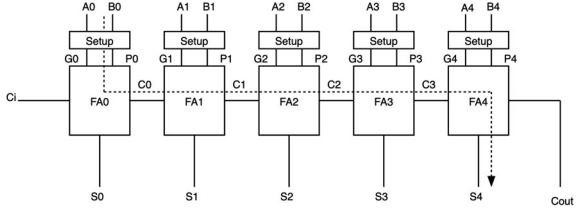 A0 B0 A1 B1 A2 B2 A3 B3 A4 B4
Setup Setup Setup Setup Setup
G0 P0 G1 P1 G2 P2 G3 P3 G4 P4
C0 C1 C2 C3
Ci FA0 FA1 FA2 FA3 FA4
S0 S1 S2 S3 S4
Cout